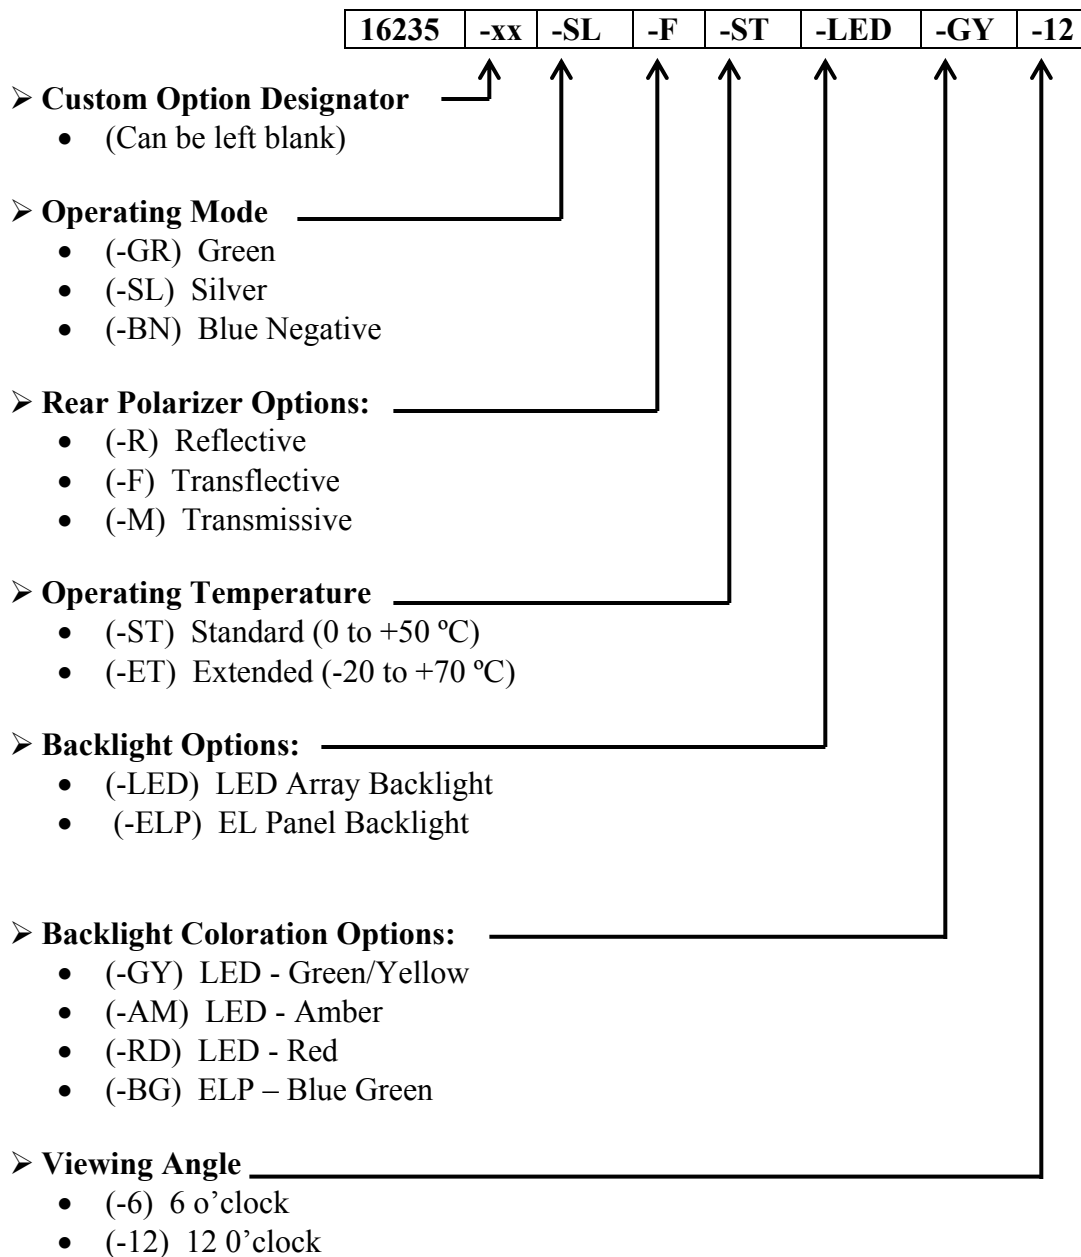 16235 -xx -SL -F -ST -LED -GY -12
➢ Custom Option Designator
• (Can be left blank)
➢ Operating Mode
• (-GR) Green
• (-SL) Silver
• (-BN) Blue Negative
➢ Rear Polarizer Options:
• (-R) Reflective
• (-F) Transflective
• (-M) Transmissive
➢ Operating Temperature
• (-ST) Standard (0 to +50 ºC)
• (-ET) Extended (-20 to +70 ºC)
➢ Backlight Options:
• (-LED) LED Array Backlight
• (-ELP) EL Panel Backlight
➢ Backlight Coloration Options:
• (-GY) LED - Green/Yellow
• (-AM) LED - Amber
• (-RD) LED - Red
• (-BG) ELP – Blue Green
➢ Viewing Angle
• (-6) 6 o’clock
• (-12) 12 0’clock